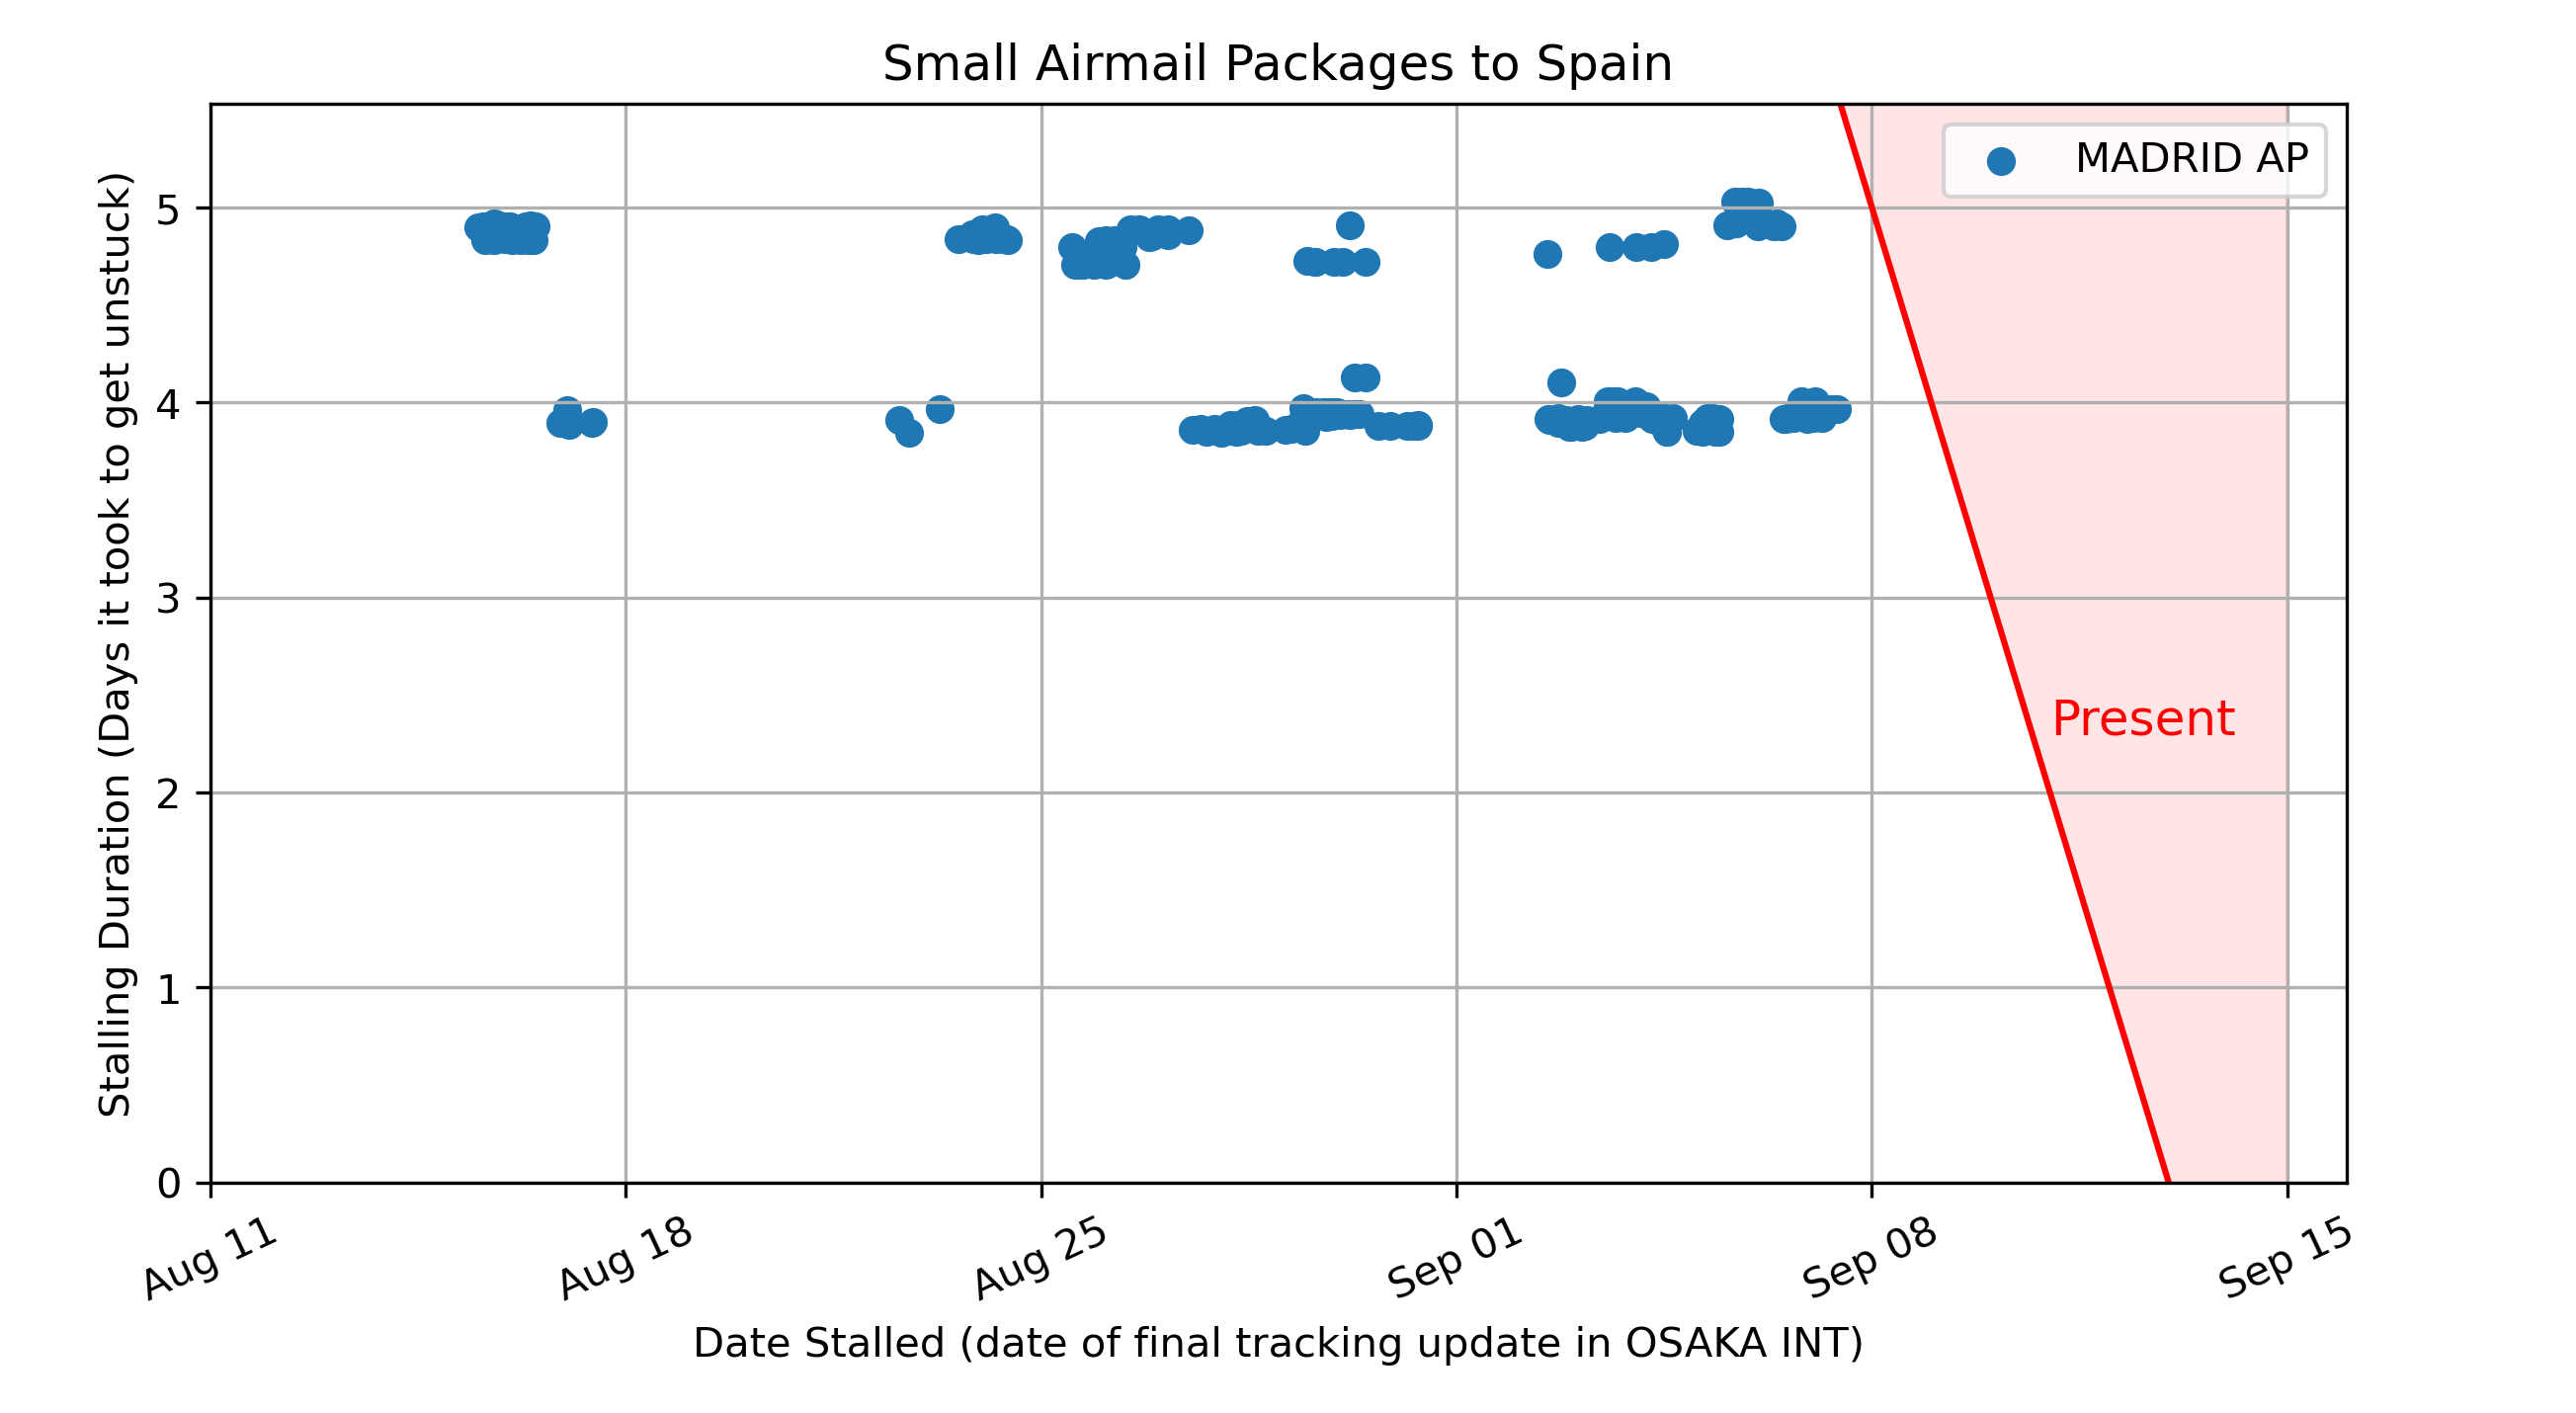 Small Airmail Packages to Spain
MADRID AP
Stalling Duration (Days it took to get unstuck)
5
4
3
2
1
0
Present
Aug 11
Aug 18
Aug 25
Sep 01
Sep 08
Sep 15
Date Stalled (date of final tracking update in OSAKA INT)